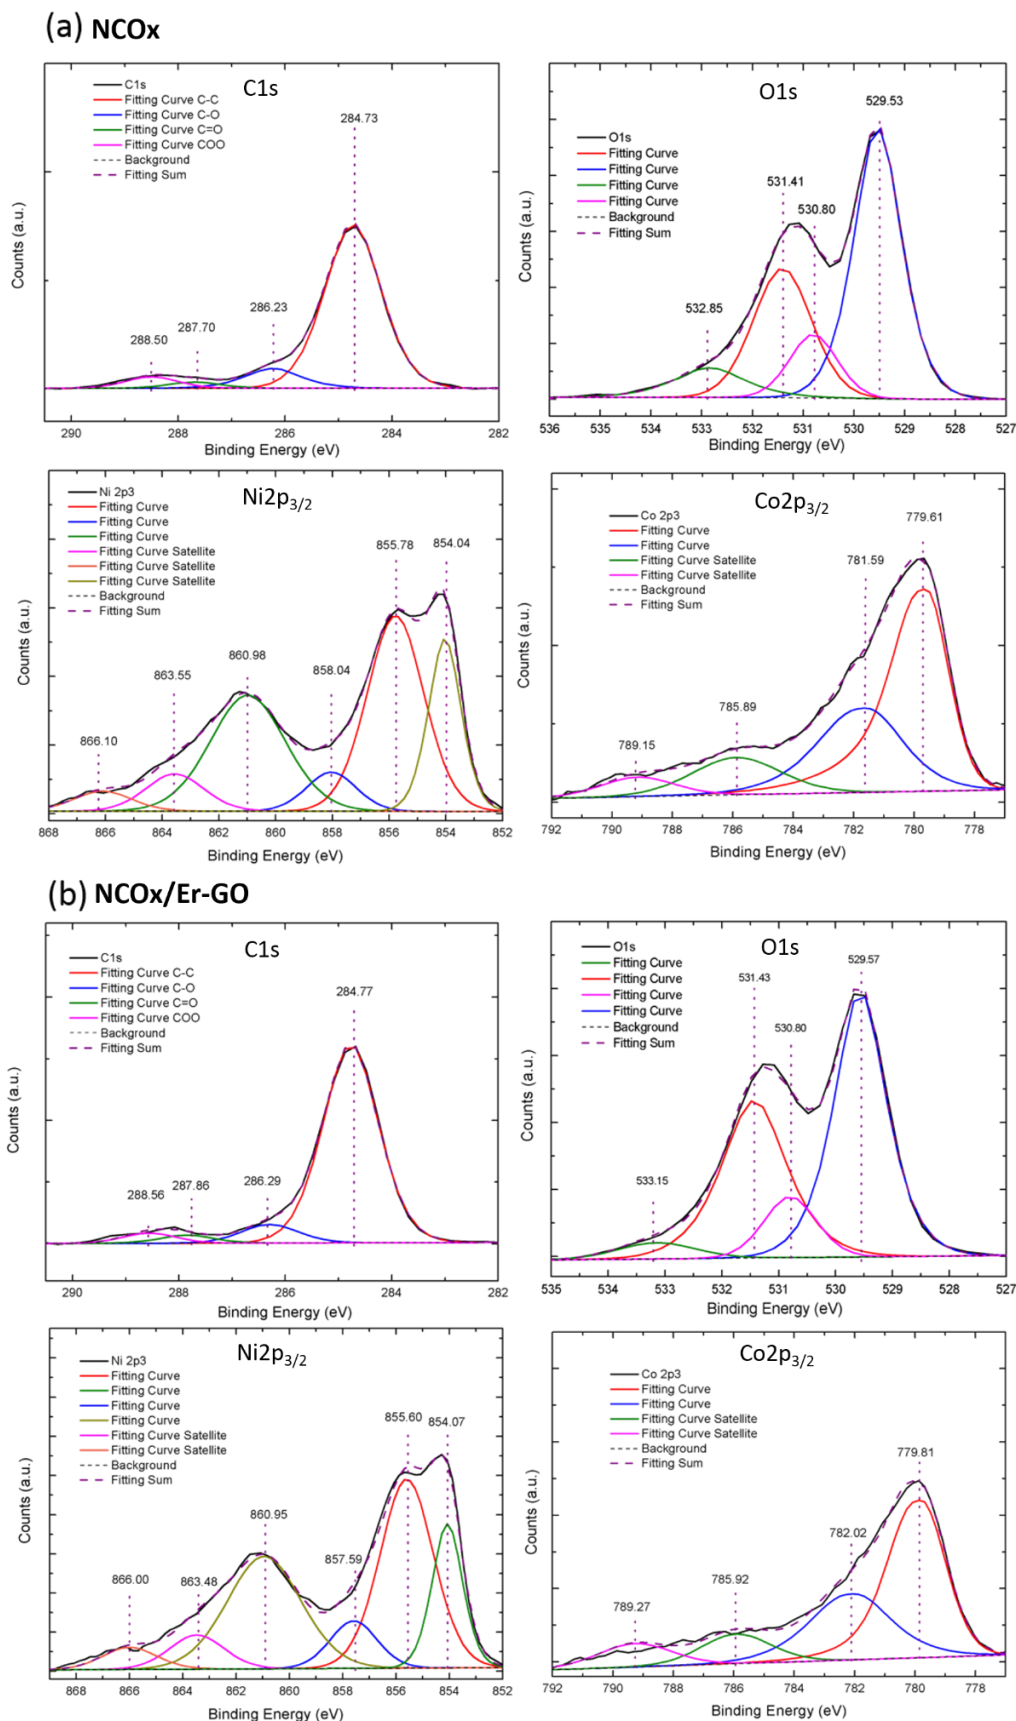 (a) NCOx
C1s
C1s
Fitting Curve C-C
Fitting Curve C-O
Fitting Curve C=O
Fitting Curve COO
Background
Fitting Sum
284.73
286.23
287.70
288.50
Counts (a.u.)
290 288 286 284 282
Binding Energy (eV)
O1s
O1s
Fitting Curve
Fitting Curve
Fitting Curve
Fitting Curve
Background
Fitting Sum
529.53
531.41
530.80
532.85
Counts (a.u.)
536 535 534 533 532 531 530 529 528 527
Binding Energy (eV)
Ni2p3/2
Ni 2p3
Fitting Curve
Fitting Curve
Fitting Curve
Fitting Curve Satellite
Fitting Curve Satellite
Fitting Curve Satellite
Background
Fitting Sum
855.78 854.04
860.98
863.55
858.04
866.10
Counts (a.u.)
868 866 864 862 860 858 856 854 852
Binding Energy (eV)
Co2p3/2
Co 2p3
Fitting Curve
Fitting Curve
Fitting Curve Satellite
Fitting Curve Satellite
Background
Fitting Sum
779.61
781.59
785.89
789.15
Counts (a.u.)
792 790 788 786 784 782 780 778
Binding Energy (eV)
(b) NCOx/Er-GO
C1s
C1s
Fitting Curve C-C
Fitting Curve C-O
Fitting Curve C=O
Fitting Curve COO
Background
Fitting Sum
284.77
286.29
287.86
288.56
Counts (a.u.)
290 288 286 284 282
Binding Energy (eV)
O1s
O1s
Fitting Curve
Fitting Curve
Fitting Curve
Fitting Curve
Background
Fitting Sum
529.57
531.43
530.80
533.15
Counts (a.u.)
535 534 533 532 531 530 529 528 527
Binding Energy (eV)
Ni2p3/2
Ni 2p3
Fitting Curve
Fitting Curve
Fitting Curve
Fitting Curve
Fitting Curve Satellite
Fitting Curve Satellite
Background
Fitting Sum
855.60 854.07
860.95
857.59
866.00 863.48
Counts (a.u.)
868 866 864 862 860 858 856 854 852
Binding Energy (eV)
Co2p3/2
Co 2p3
Fitting Curve
Fitting Curve
Fitting Curve Satellite
Fitting Curve Satellite
Background
Fitting Sum
779.81
782.02
785.92
789.27
Counts (a.u.)
792 790 788 786 784 782 780 778
Binding Energy (eV)